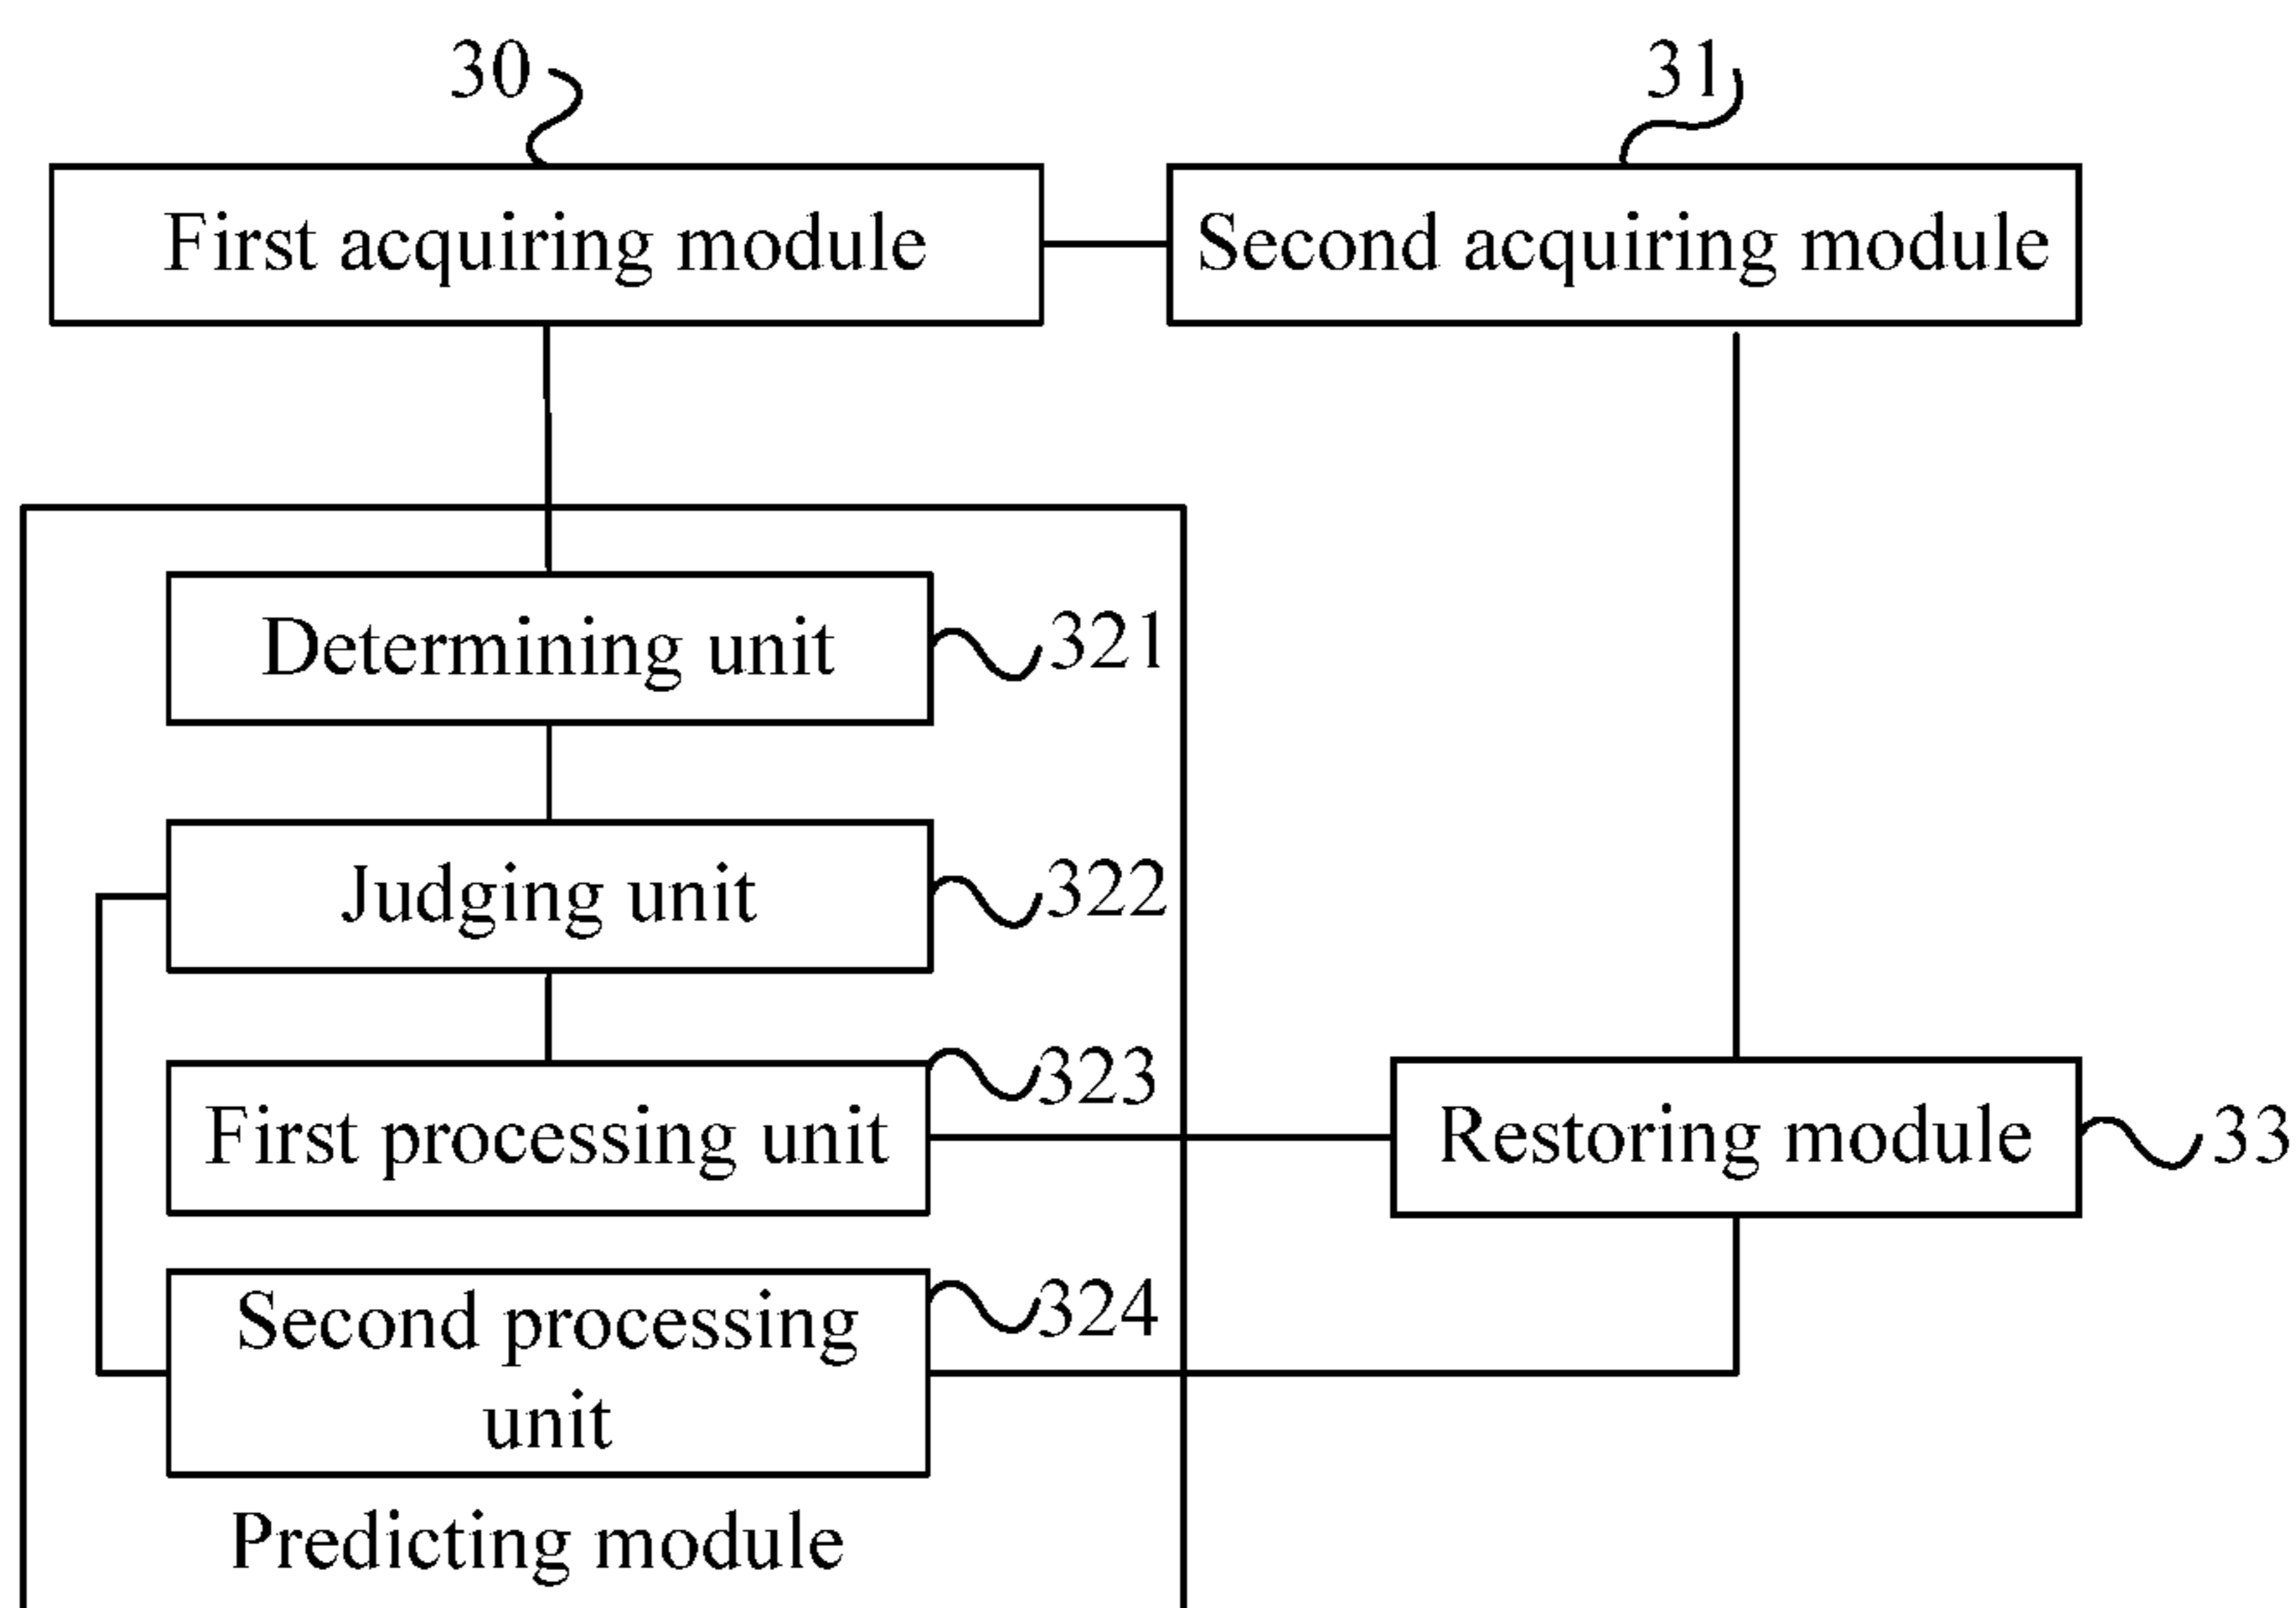 30
31
First acquiring module
Second acquiring module
Determining unit
321
Judging unit
322
First processing unit
323
Restoring module
33
Second processing
unit
324
Predicting module